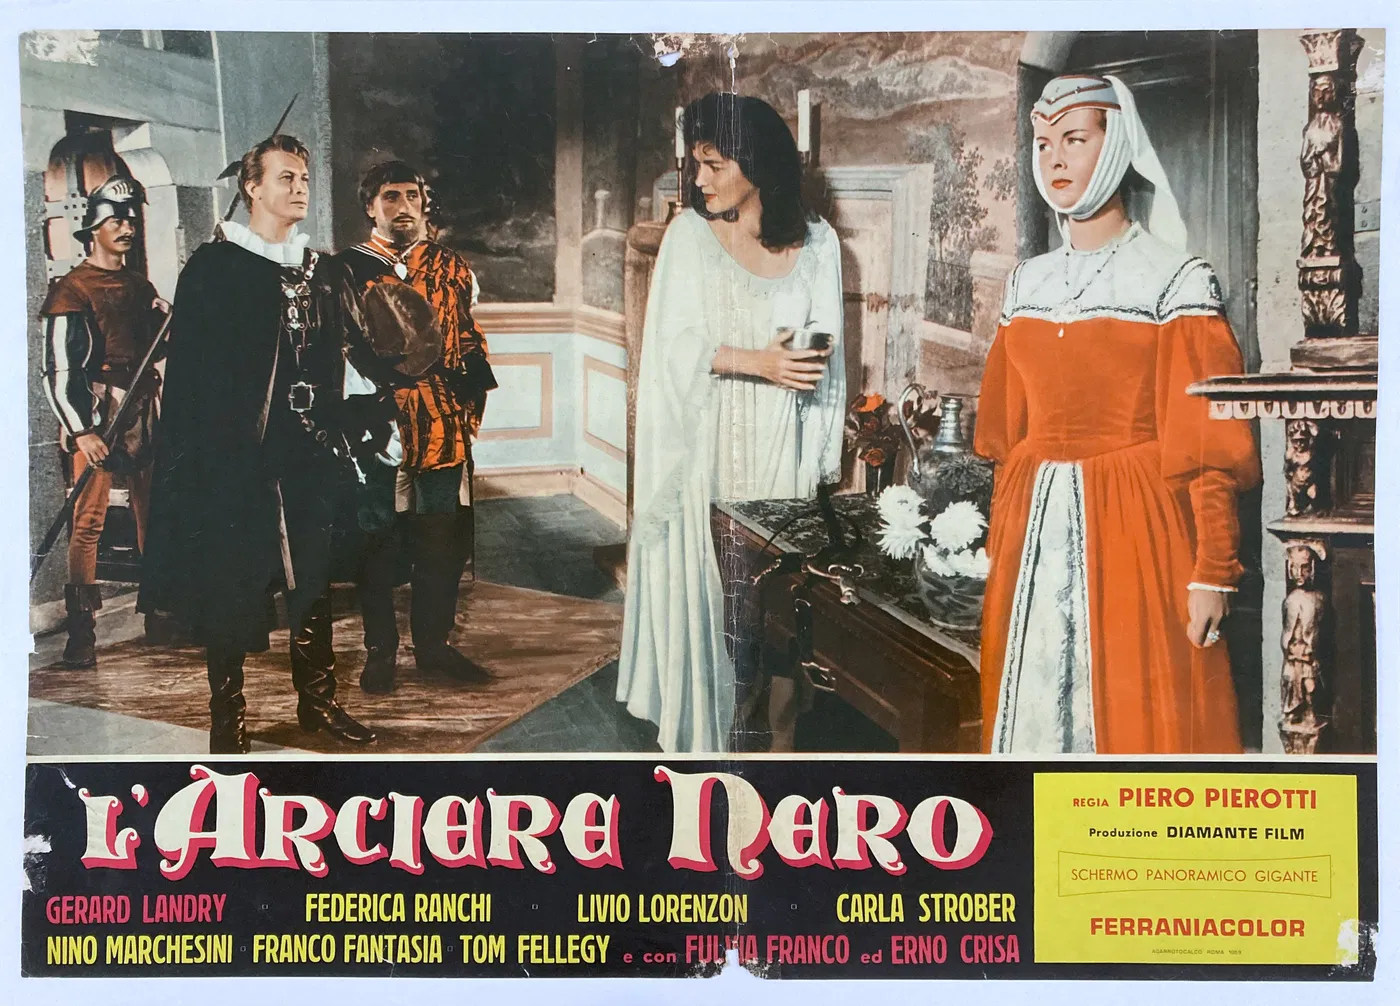 L'ARCIERE NERO
GERARD LANDRY FEDERICA RANCHI LIVIO LORENZON CARLA STROBER
NINO MARCHESINI · FRANCO FANTASIA · TOM FELLEGY e con FULVIA FRANCO ed ERNO CRISA
REGIA PIERO PIEROTTI
Produzione DIAMANTE FILM
SCHERMO PANORAMICO GIGANTE
FERRANIACOLOR